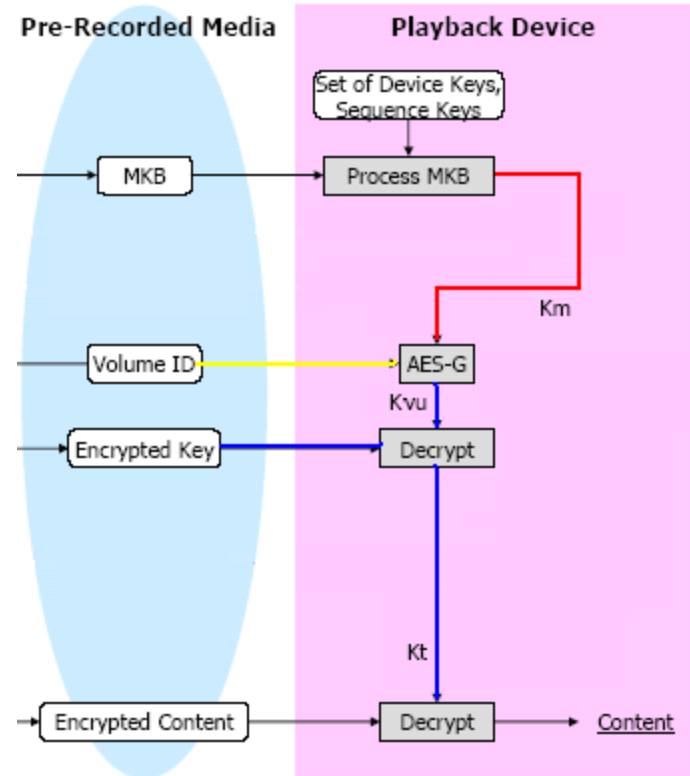 Pre-Recorded Media
Playback Device
Set of Device Keys,
Sequence Keys
MKB
Process MKB
Km
Volume ID
AES-G
Kvu
Encrypted Key
Decrypt
Kt
Encrypted Content
Decrypt
Content